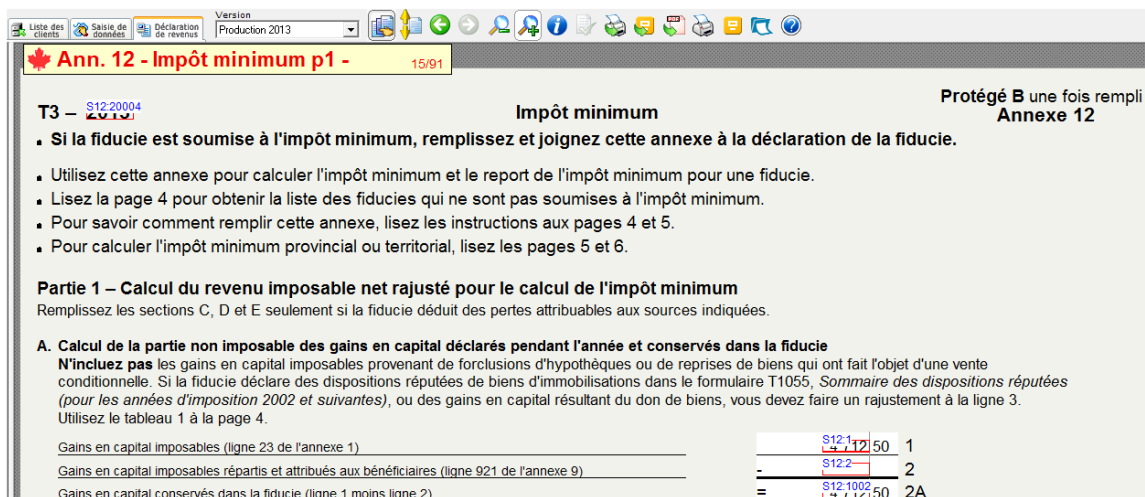 Liste des clients
Saisie de données
Déclaration de revenus
Version
Production 2013
Ann. 12 - Impôt minimum p1 -
15/91
Protégé B une fois rempli
T3 –
S12:20004
Impôt minimum
Annexe 12
Si la fiducie est soumise à l'impôt minimum, remplissez et joignez cette annexe à la déclaration de la fiducie.
Utilisez cette annexe pour calculer l'impôt minimum et le report de l'impôt minimum pour une fiducie.
Lisez la page 4 pour obtenir la liste des fiducies qui ne sont pas soumises à l'impôt minimum.
Pour savoir comment remplir cette annexe, lisez les instructions aux pages 4 et 5.
Pour calculer l'impôt minimum provincial ou territorial, lisez les pages 5 et 6.
Partie 1 – Calcul du revenu imposable net rajusté pour le calcul de l'impôt minimum
Remplissez les sections C, D et E seulement si la fiducie déduit des pertes attribuables aux sources indiquées.
A. Calcul de la partie non imposable des gains en capital déclarés pendant l'année et conservés dans la fiducie
N'incluez pas les gains en capital imposables provenant de forclusions d'hypothèques ou de reprises de biens qui ont fait l'objet d'une vente
conditionnelle. Si la fiducie déclare des dispositions réputées de biens d'immobilisations dans le formulaire T1055, Sommaire des dispositions réputées
(pour les années d'imposition 2002 et suivantes), ou des gains en capital résultant du don de biens, vous devez faire un rajustement à la ligne 3.
Utilisez le tableau 1 à la page 4.
Gains en capital imposables (ligne 23 de l'annexe 1) S12:1 50 1
Gains en capital imposables répartis et attribués aux bénéficiaires (ligne 921 de l'annexe 9) - S12:2 2
Gains en capital conservés dans la fiducie (ligne 1 moins ligne 2) = S12:1002 50 2A